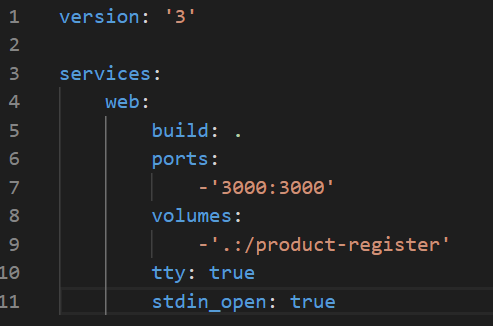 1 version: '3'
2
3 services:
4     web:
5         build: .
6         ports:
7             -'3000:3000'
8         volumes:
9             -'.:/product-register'
10         tty: true
11         stdin_open: true